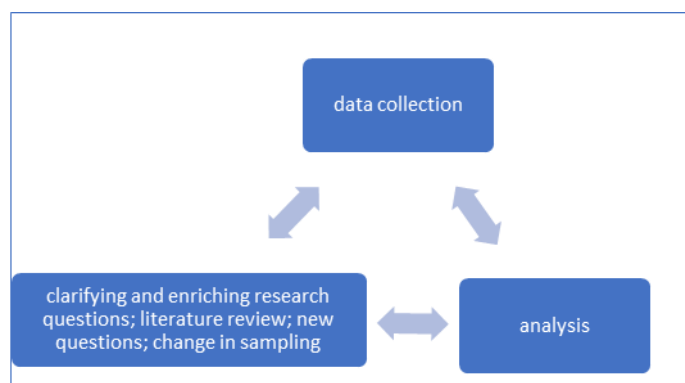 data collection
clarifying and enriching research
questions; literature review; new
questions; change in sampling
analysis